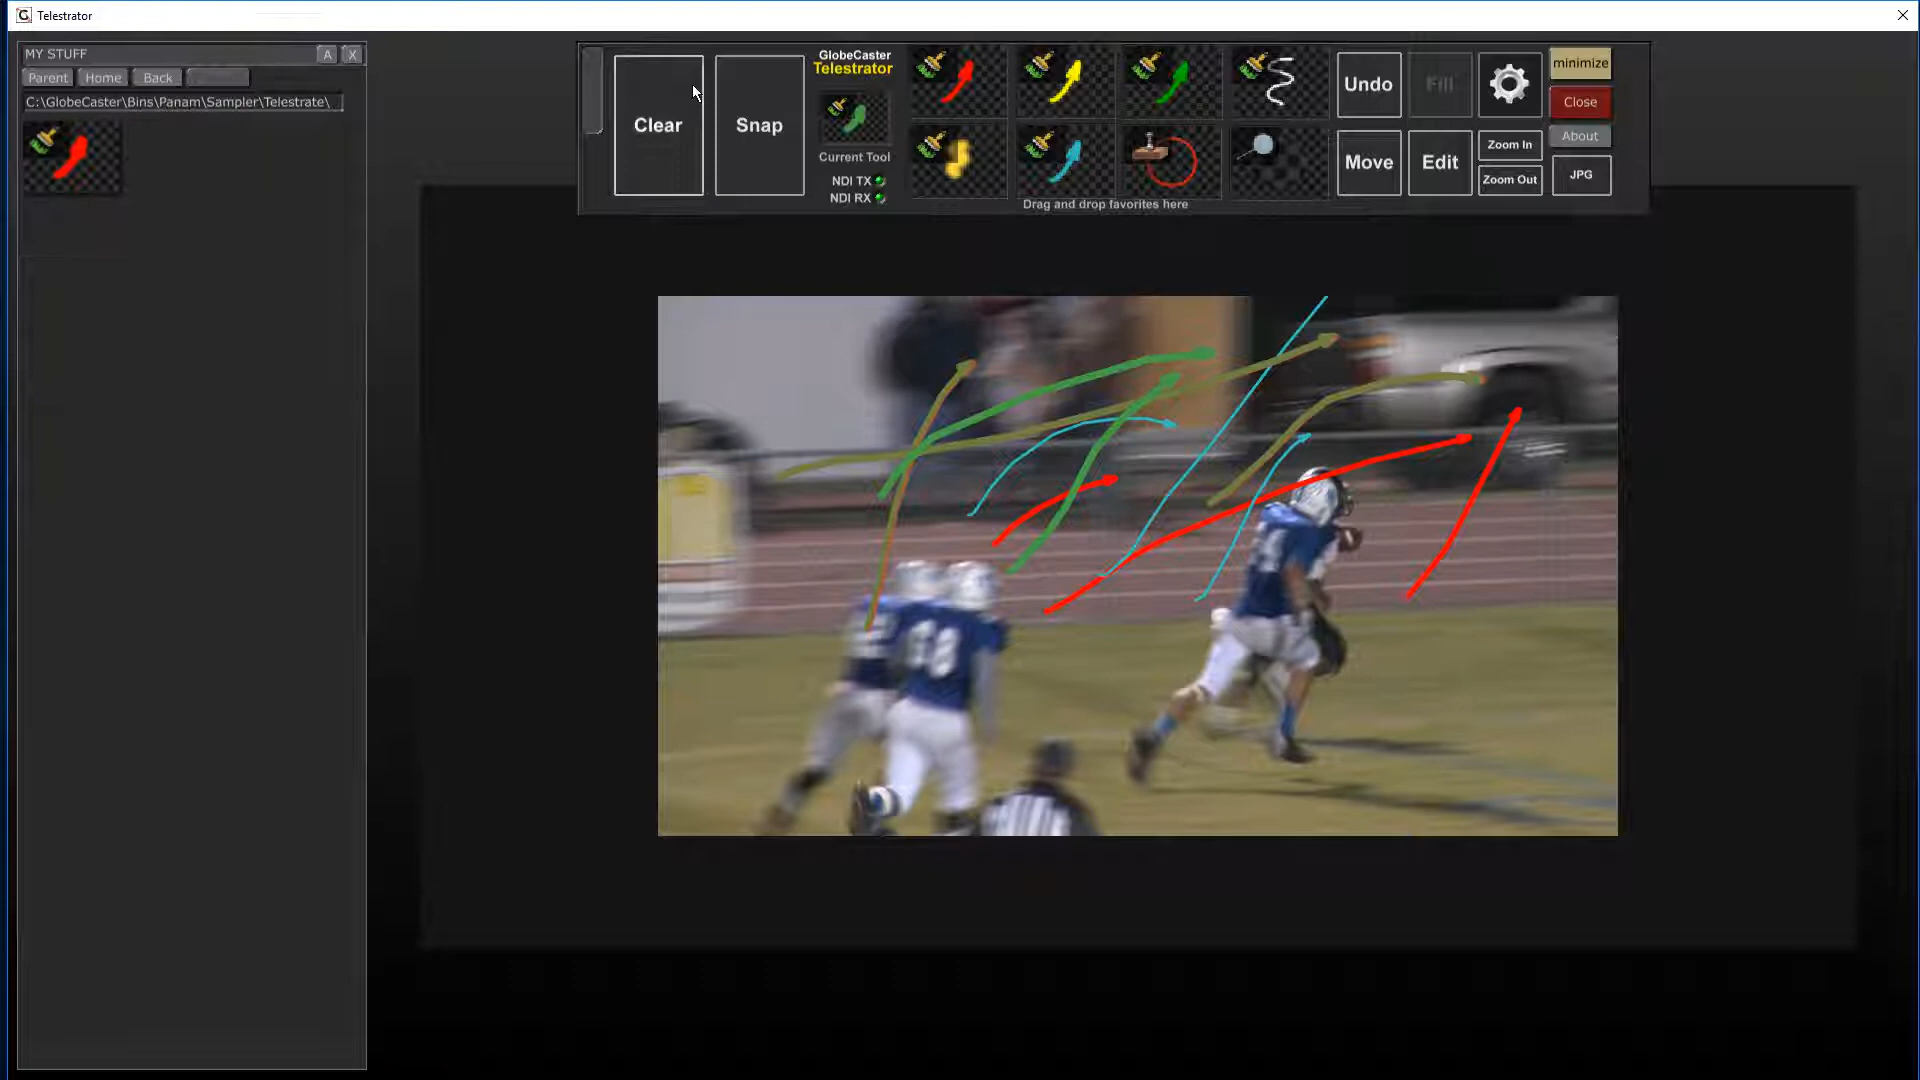 Telestrator
MY STUFF
A
X
Parent
Home
Back
C:\GlobeCaster\Bins\Panam\Sampler\Telestrate\
Clear
Snap
GlobeCaster
Telestrator
Current Tool
NDI TX
NDI RX
Drag and drop favorites here
Undo
Fill
Move
Edit
Zoom In
Zoom Out
minimize
Close
About
JPG